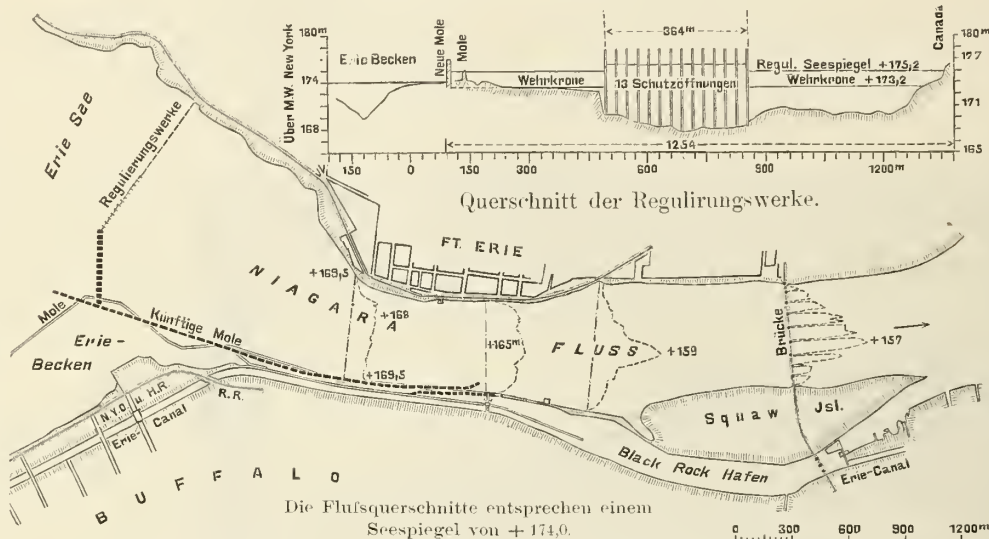 180m
Über M.W. New York
174
168
Erie Becken
Neue Mole
Mole
Wehrkrone
364m
13 Schutzöffnungen
Regul. Seespiegel +175,2
Wehrkrone +173,2
Canada
180m
177
171
165
1254
150
0
150
300
600
900
1200m
Querschnitt der Regulirungswerke.
Erie See
Regulierungswerke
NIAGARA
FLUSS
FT. ERIE
+169,5
+168
+169,5
+165m
+159
+157
Brücke
Mole
Künftige Mole
Erie-
Becken
N.Y.O. u. H.R.
R.R.
Erie-Canal
BUFFALO
Squaw Jsl.
Black Rock Hafen
Erie-Canal
Die Flußquerschnitte entsprechen einem
Seespiegel von + 174,0.
0 300 600 900 1200m